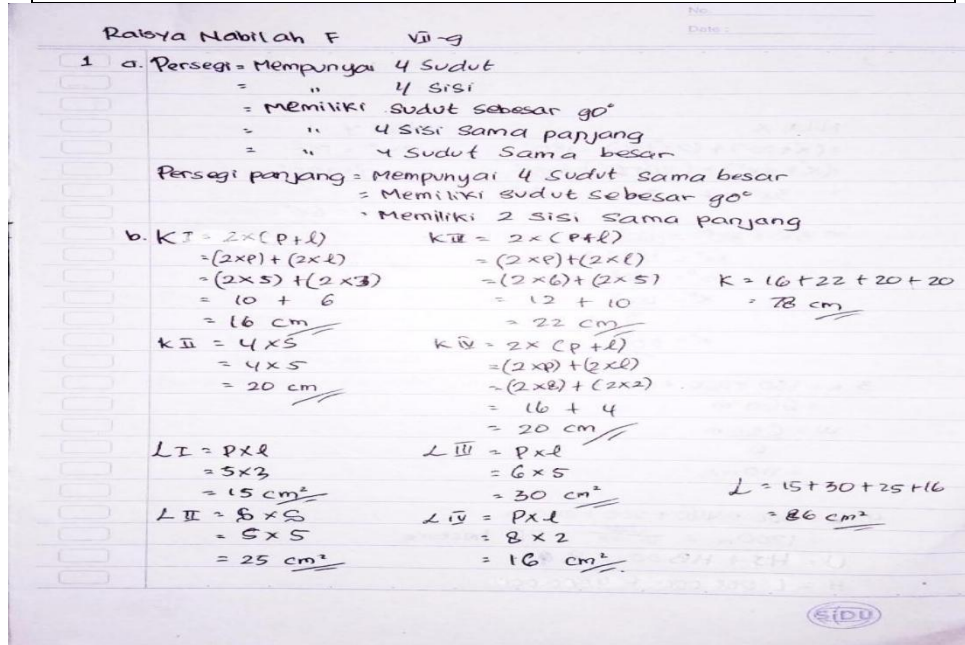 No.
Date :
Raisya Nabilah F VII-g
1 a. Persegi = Mempunyai 4 Sudut
= " 4 sisi
= Memiliki sudut sebesar 90°
= " 4 sisi sama panjang
= " 4 sudut sama besar
Persegi panjang = Mempunyai 4 sudut sama besar
= Memiliki sudut sebesar 90°
= Memiliki 2 sisi sama panjang
b. K I = 2×(p+l)
=(2×p)+(2×l)
=(2×5)+(2×3)
= 10 + 6
= 16 cm
K II = 4×S
= 4×5
= 20 cm
K III = 2×(p+l)
=(2×p)+(2×l)
=(2×6)+(2×5)
= 12 + 10
= 22 cm
K IV = 2×(p+l)
=(2×p)+(2×l)
=(2×8)+(2×2)
= 16 + 4
= 20 cm
K = 16+22+20+20
= 78 cm
L I = p×l
= 5×3
= 15 cm²
L II = S×S
= 5×5
= 25 cm²
L III = p×l
= 6×5
= 30 cm²
L IV = p×l
= 8×2
= 16 cm²
L = 15+30+25+16
= 86 cm²
SiDU